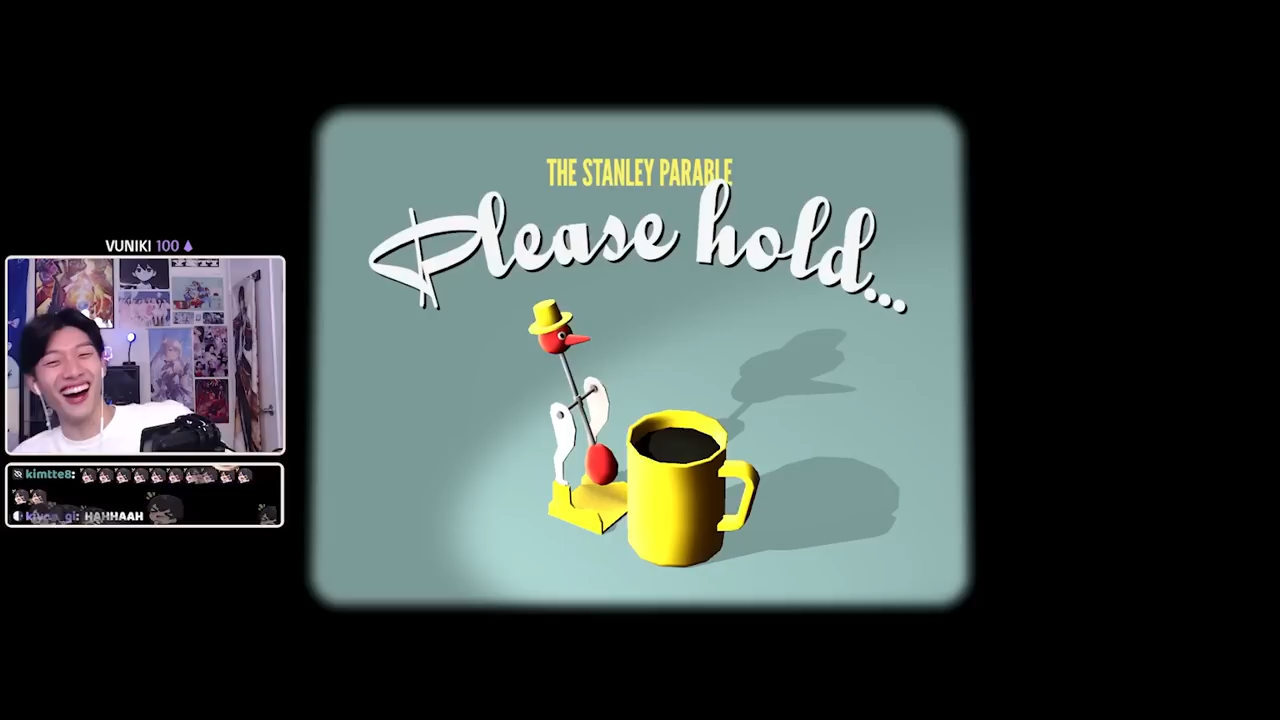 THE STANLEY PARABLE
Please hold...
VUNIKI 100
kimtte8:
HAHHAAH